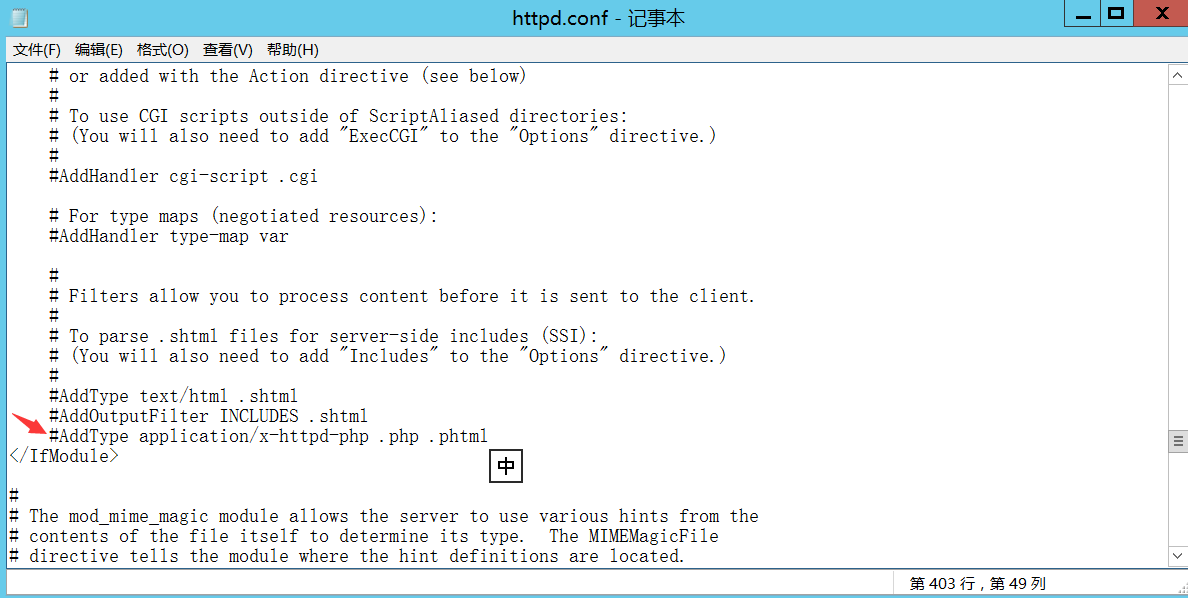 httpd.conf - 记事本
文件(F) 编辑(E) 格式(O) 查看(V) 帮助(H)
# or added with the Action directive (see below)
#
# To use CGI scripts outside of ScriptAliased directories:
# (You will also need to add "ExecCGI" to the "Options" directive.)
#
#AddHandler cgi-script .cgi
# For type maps (negotiated resources):
#AddHandler type-map var
#
# Filters allow you to process content before it is sent to the client.
#
# To parse .shtml files for server-side includes (SSI):
# (You will also need to add "Includes" to the "Options" directive.)
#
#AddType text/html .shtml
#AddOutputFilter INCLUDES .shtml
#AddType application/x-httpd-php .php .phtml
</IfModule>
中
#
# The mod_mime_magic module allows the server to use various hints from the
# contents of the file itself to determine its type.  The MIMEMagicFile
# directive tells the module where the hint definitions are located.
第 403 行，第 49 列